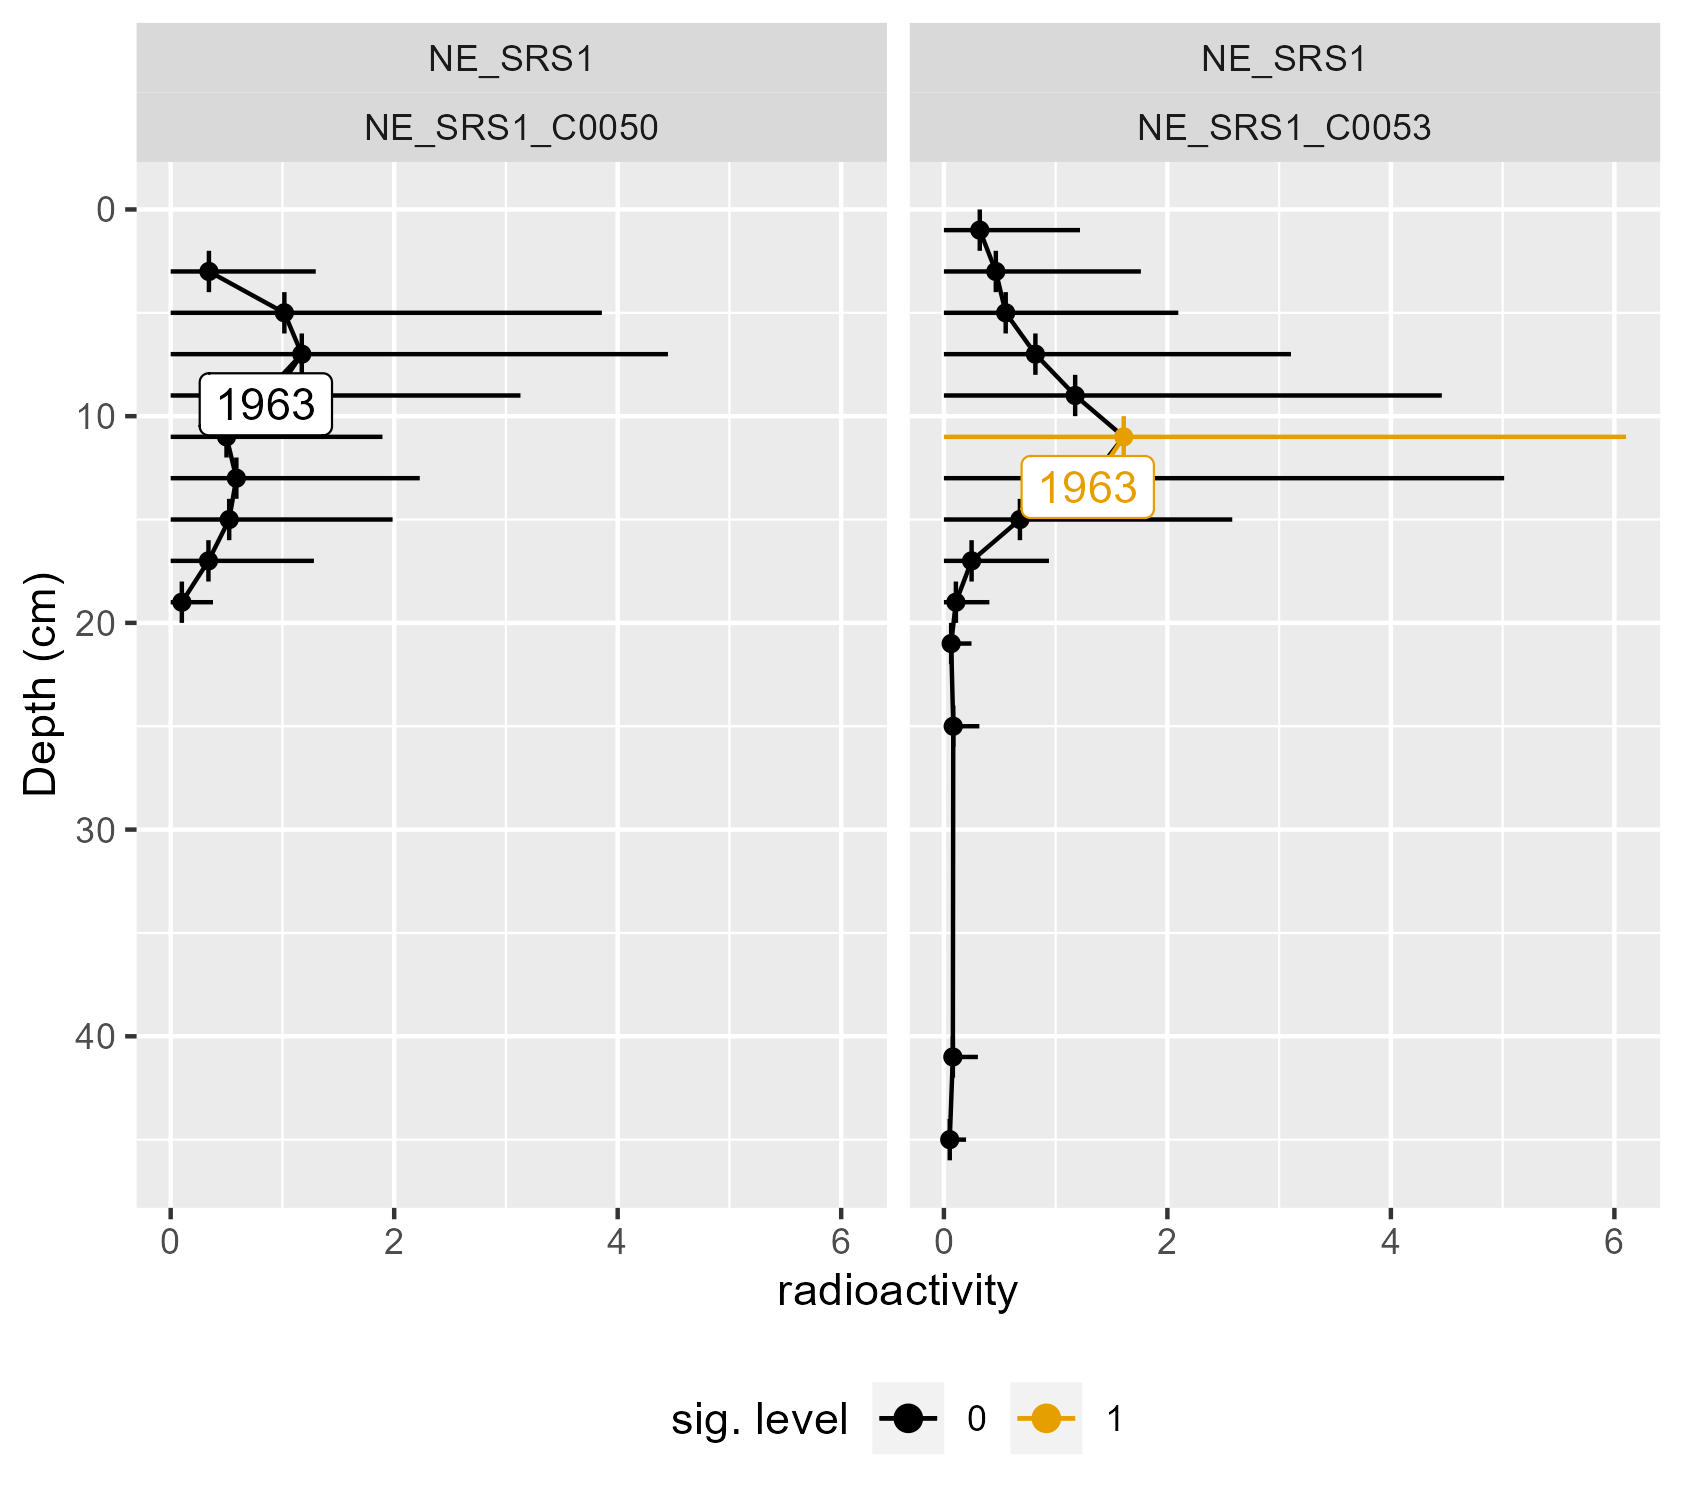 NE_SRS1
NE_SRS1_C0050
NE_SRS1
NE_SRS1_C0053
Depth (cm)
0
10
20
30
40
1963
1963
0 2 4 6
0 2 4 6
radioactivity
sig. level 0 1